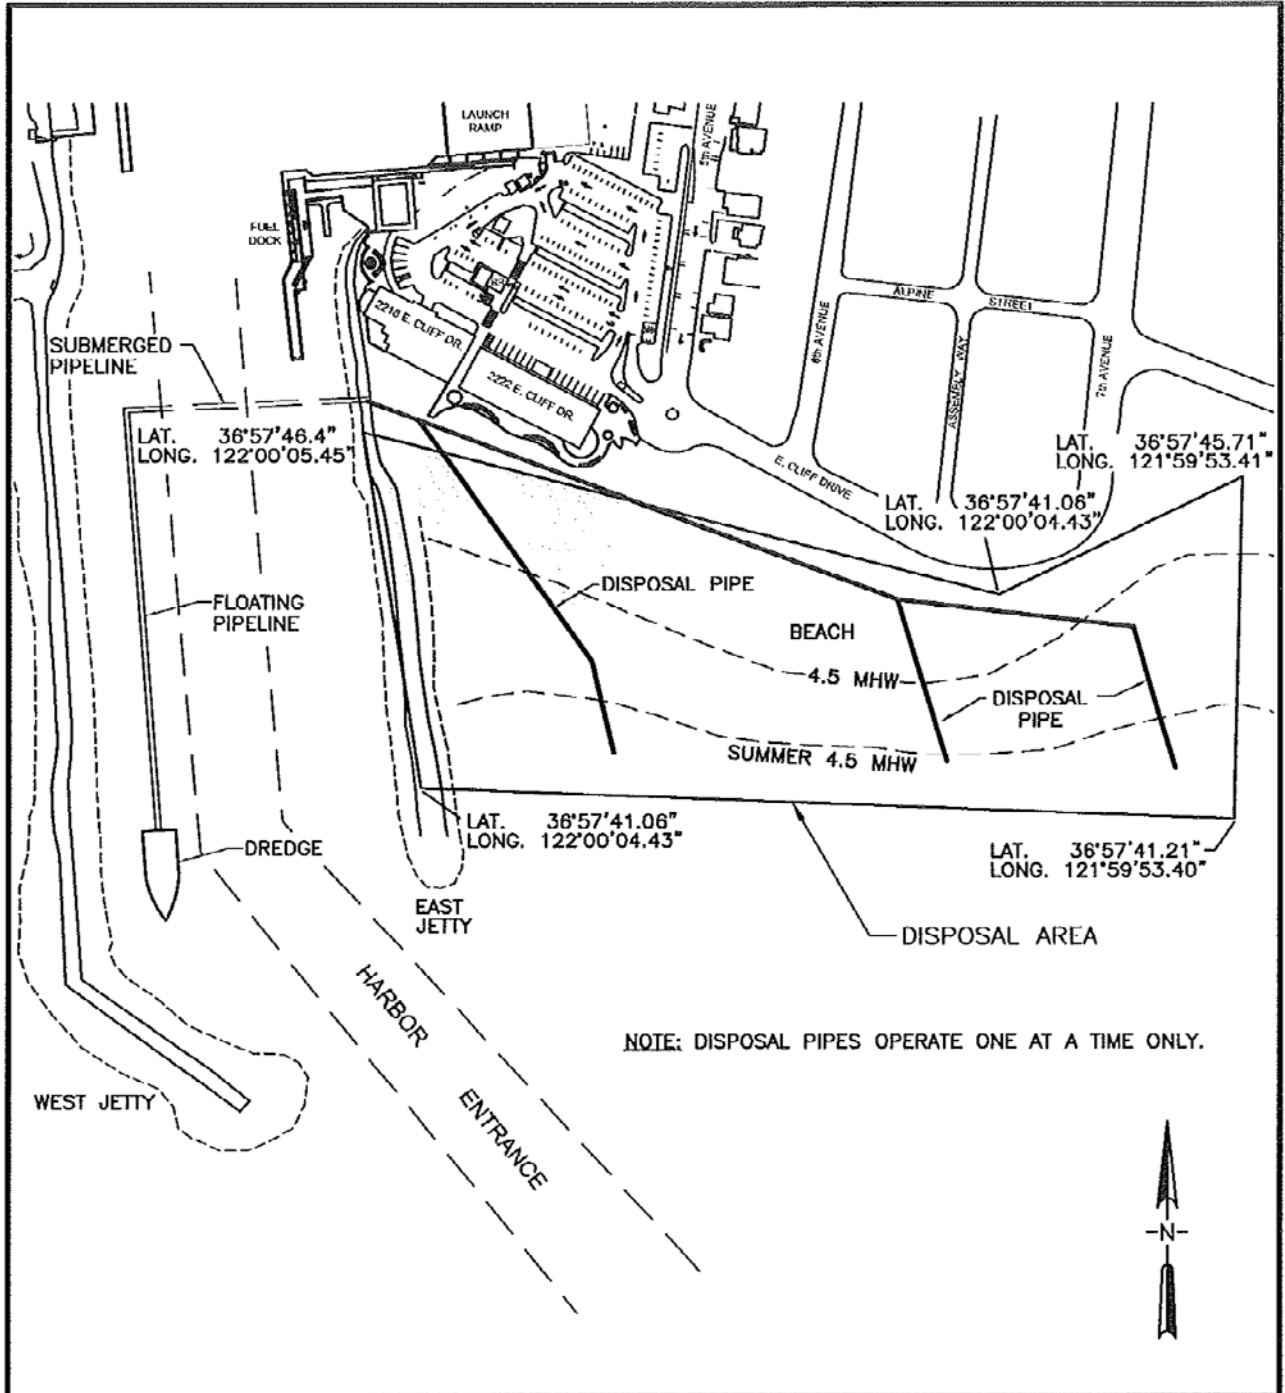 LAUNCH
RAMP
5th AVENUE
FUEL
DOCK
ALPINE STREET
2218 E. CLIFF DR.
SUBMERGED
PIPELINE
6th AVENUE
ASSEMBLY WAY
7th AVENUE
2222 E. CLIFF DR.
LAT. 36°57'46.4"
LONG. 122°00'05.45"
LAT. 36°57'45.71"
LONG. 121°59'53.41"
E. CLIFF DRIVE
LAT. 36°57'41.06"
LONG. 122°00'04.43"
DISPOSAL PIPE
FLOATING
PIPELINE
BEACH
4.5 MHW
DISPOSAL
PIPE
SUMMER 4.5 MHW
LAT. 36°57'41.06"
LONG. 122°00'04.43"
DREDGE
LAT. 36°57'41.21"
LONG. 121°59'53.40"
EAST
JETTY
DISPOSAL AREA
HARBOR
ENTRANCE
NOTE: DISPOSAL PIPES OPERATE ONE AT A TIME ONLY.
WEST JETTY
-N-